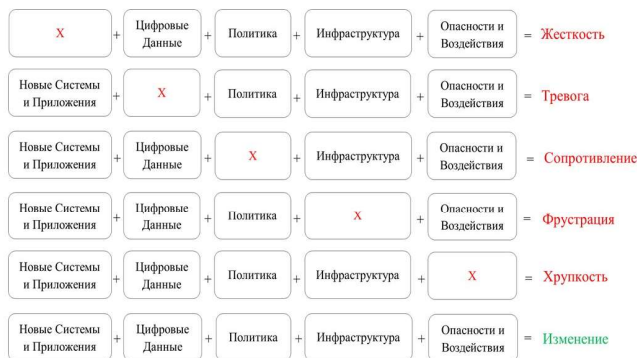 X + Цифровые Данные + Политика + Инфраструктура + Опасности и Воздействия = Жесткость
Новые Системы и Приложения + X + Политика + Инфраструктура + Опасности и Воздействия = Тревога
Новые Системы и Приложения + Цифровые Данные + X + Инфраструктура + Опасности и Воздействия = Сопротивление
Новые Системы и Приложения + Цифровые Данные + Политика + X + Опасности и Воздействия = Фрустрация
Новые Системы и Приложения + Цифровые Данные + Политика + Инфраструктура + X = Хрупкость
Новые Системы и Приложения + Цифровые Данные + Политика + Инфраструктура + Опасности и Воздействия = Изменение